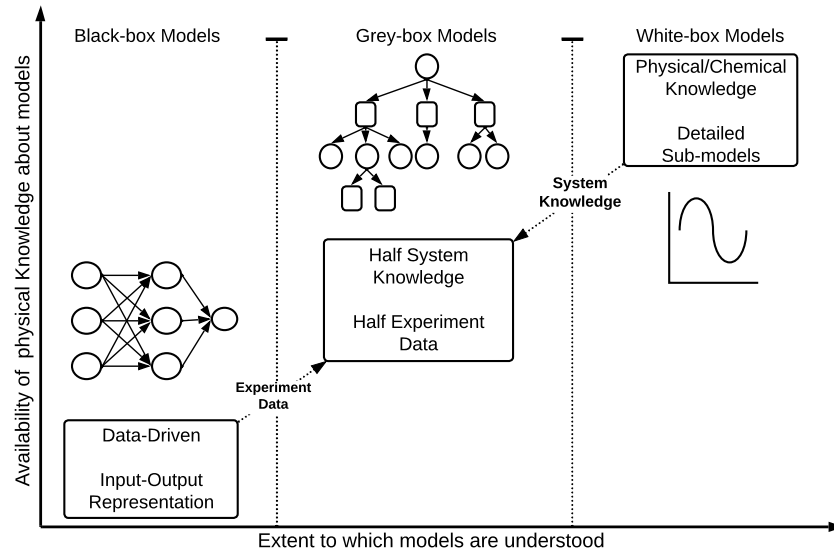 Black-box Models
Grey-box Models
White-box Models
Physical/Chemical
Knowledge
Detailed
Sub-models
System
Knowledge
Half System
Knowledge
Half Experiment
Data
Experiment
Data
Data-Driven
Input-Output
Representation
Availability of physical Knowledge about models
Extent to which models are understood